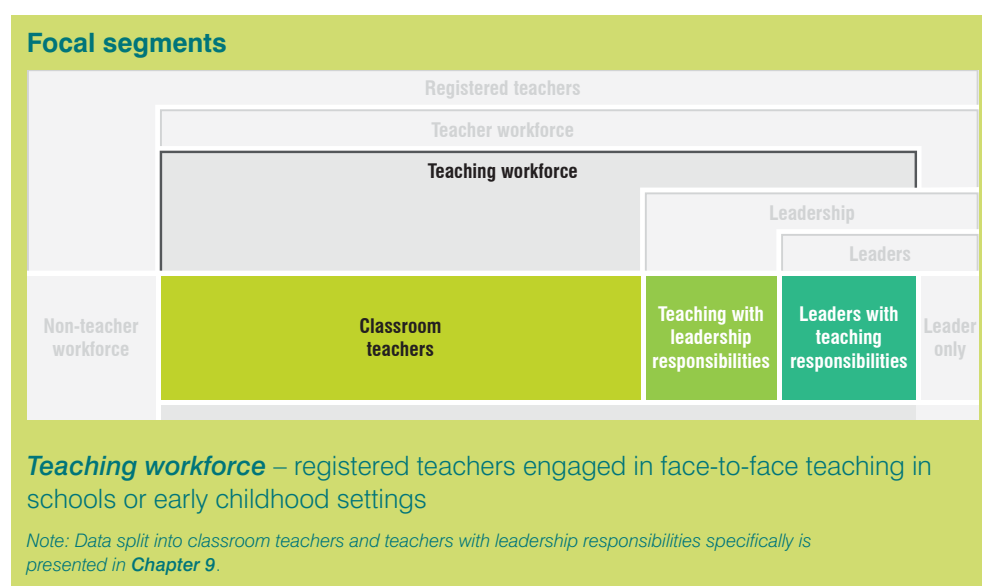 Focal segments
Registered teachers
Teacher workforce
Teaching workforce
Leadership
Leaders
Non-teacher
workforce
Classroom
teachers
Teaching with
leadership
responsibilities
Leaders with
teaching
responsibilities
Leader
only
Teaching workforce – registered teachers engaged in face-to-face teaching in
schools or early childhood settings
Note: Data split into classroom teachers and teachers with leadership responsibilities specifically is
presented in Chapter 9.